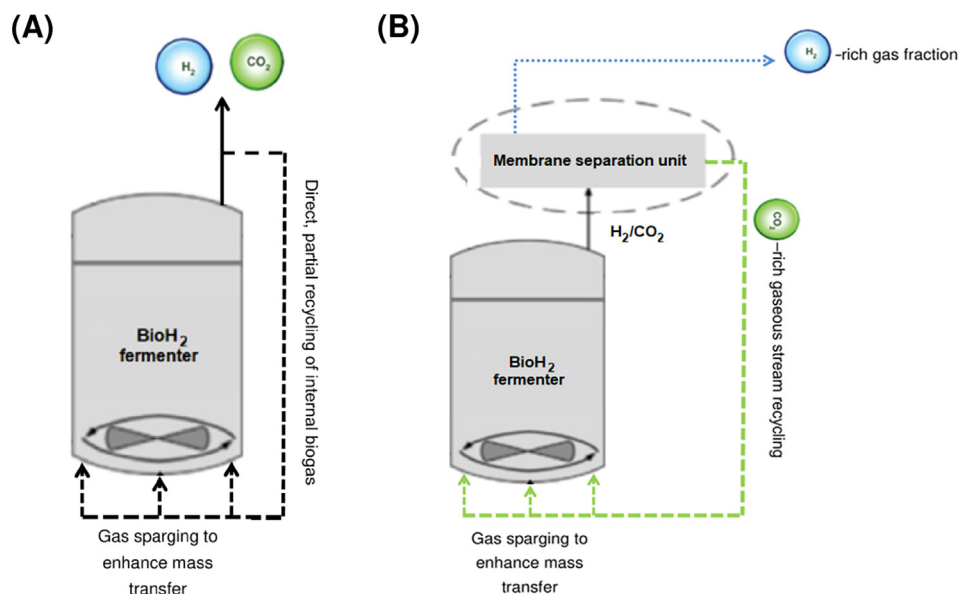 (A)
H2
CO2
BioH2
fermenter
Direct, partial recycling of internal biogas
Gas sparging to
enhance mass
transfer
(B)
H2
–rich gas fraction
Membrane separation unit
H2/CO2
CO2
–rich gaseous stream recycling
BioH2
fermenter
Gas sparging to
enhance mass
transfer